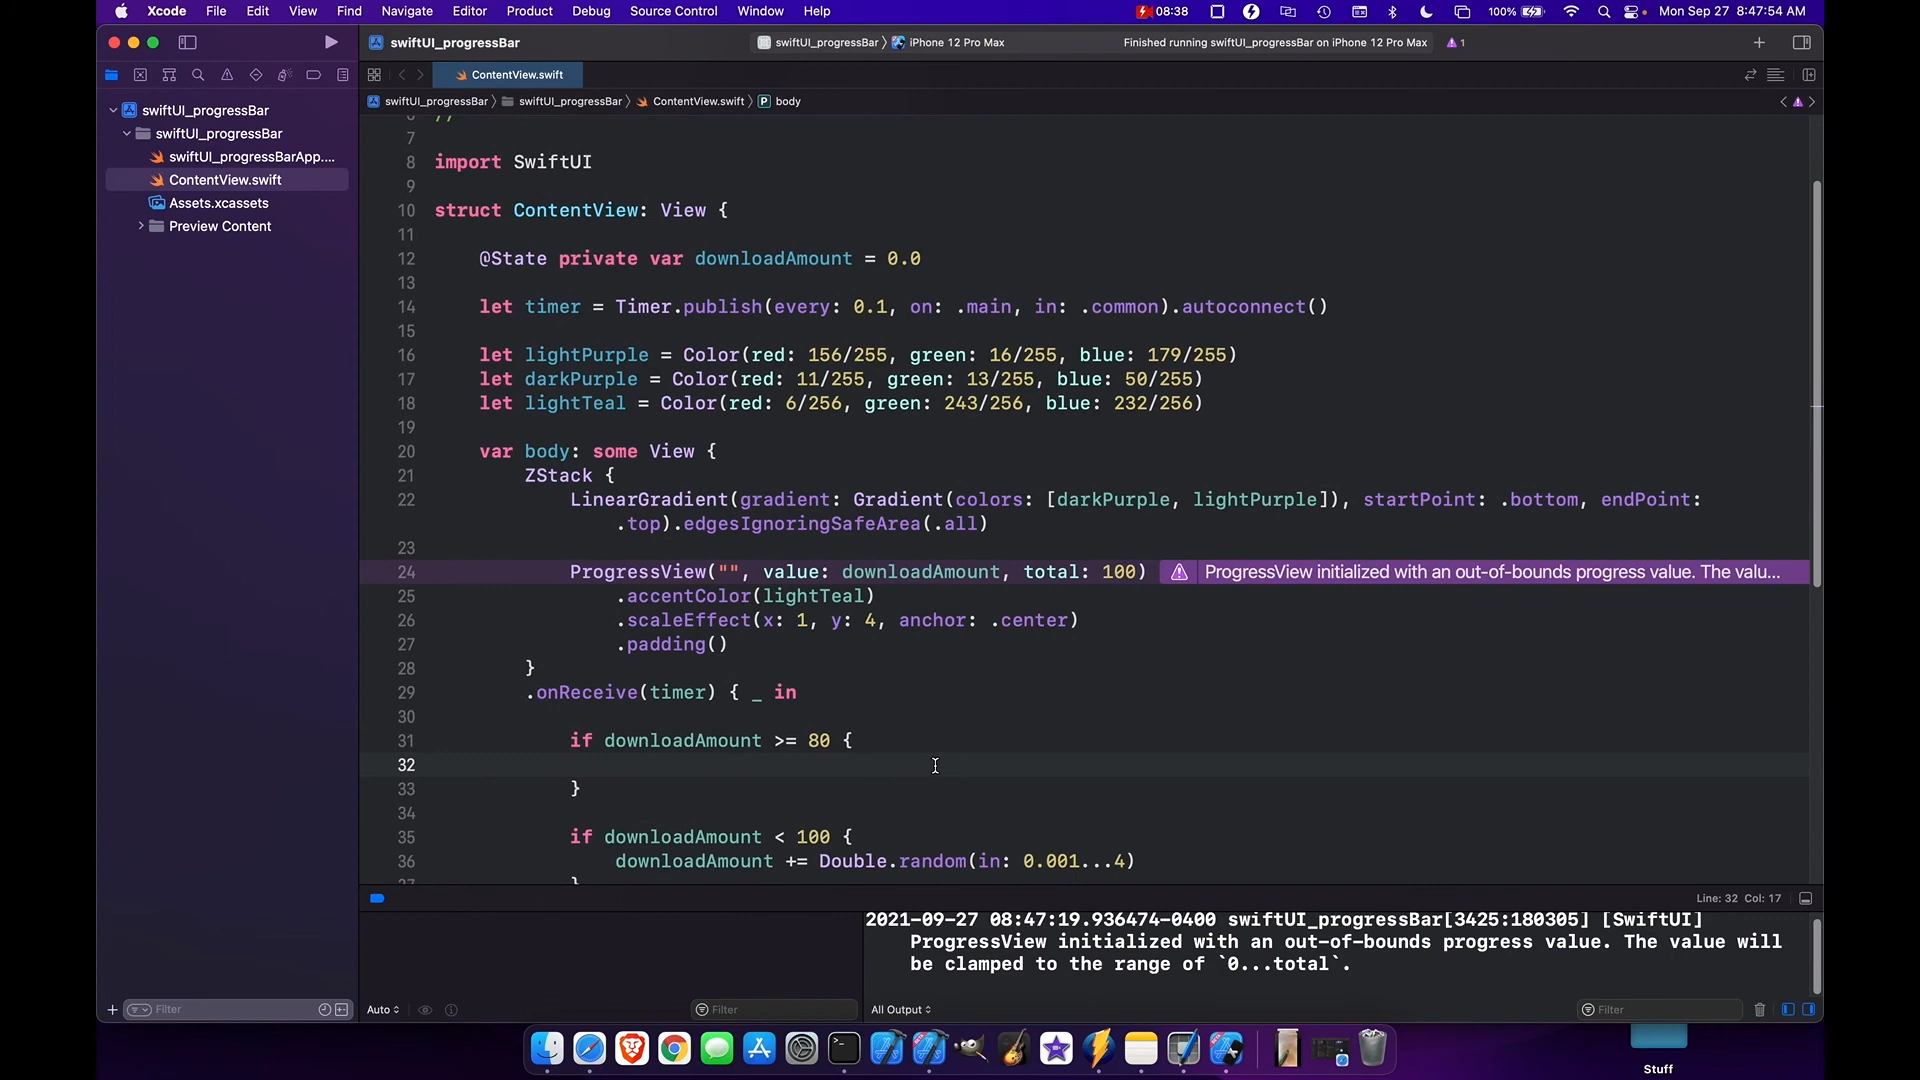 Xcode File Edit View Find Navigate Editor Product Debug Source Control Window Help 08:38 100% Mon Sep 27 8:47:54 AM
swiftUI_progressBar swiftUI_progressBar iPhone 12 Pro Max Finished running swiftUI_progressBar on iPhone 12 Pro Max 1
ContentView.swift
swiftUI_progressBar swiftUI_progressBar ContentView.swift P body
swiftUI_progressBar
swiftUI_progressBar
swiftUI_progressBarApp....
ContentView.swift
Assets.xcassets
Preview Content
6 //
7
8 import SwiftUI
9
10 struct ContentView: View {
11
12 @State private var downloadAmount = 0.0
13
14 let timer = Timer.publish(every: 0.1, on: .main, in: .common).autoconnect()
15
16 let lightPurple = Color(red: 156/255, green: 16/255, blue: 179/255)
17 let darkPurple = Color(red: 11/255, green: 13/255, blue: 50/255)
18 let lightTeal = Color(red: 6/256, green: 243/256, blue: 232/256)
19
20 var body: some View {
21 ZStack {
22 LinearGradient(gradient: Gradient(colors: [darkPurple, lightPurple]), startPoint: .bottom, endPoint:
.top).edgesIgnoringSafeArea(.all)
23
24 ProgressView("", value: downloadAmount, total: 100) ProgressView initialized with an out-of-bounds progress value. The valu...
25 .accentColor(lightTeal)
26 .scaleEffect(x: 1, y: 4, anchor: .center)
27 .padding()
28 }
29 .onReceive(timer) { _ in
30
31 if downloadAmount >= 80 {
32
33 }
34
35 if downloadAmount < 100 {
36 downloadAmount += Double.random(in: 0.001...4)
37 }
Line: 32 Col: 17
2021-09-27 08:47:19.936474-0400 swiftUI_progressBar[3425:180305] [SwiftUI]
ProgressView initialized with an out-of-bounds progress value. The value will
be clamped to the range of `0...total`.
Filter Auto Filter All Output Filter
Stuff